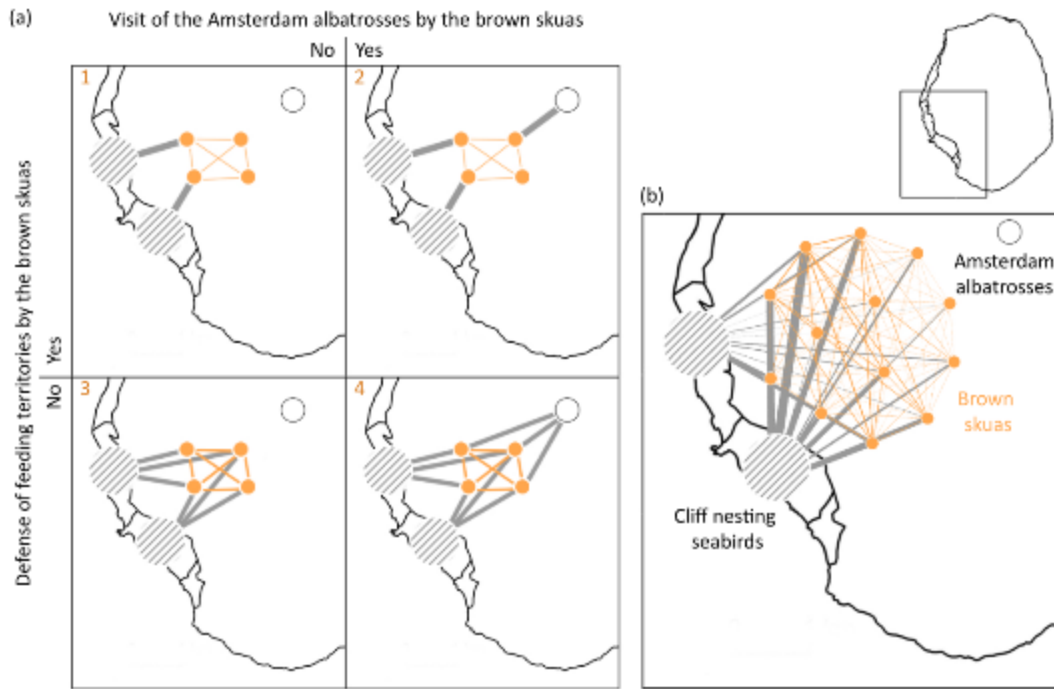 (a)
Visit of the Amsterdam albatrosses by the brown skuas
No
Yes
Defense of feeding territories by the brown skuas
Yes
No
1
2
3
4
(b)
Amsterdam
albatrosses
Brown
skuas
Cliff nesting
seabirds